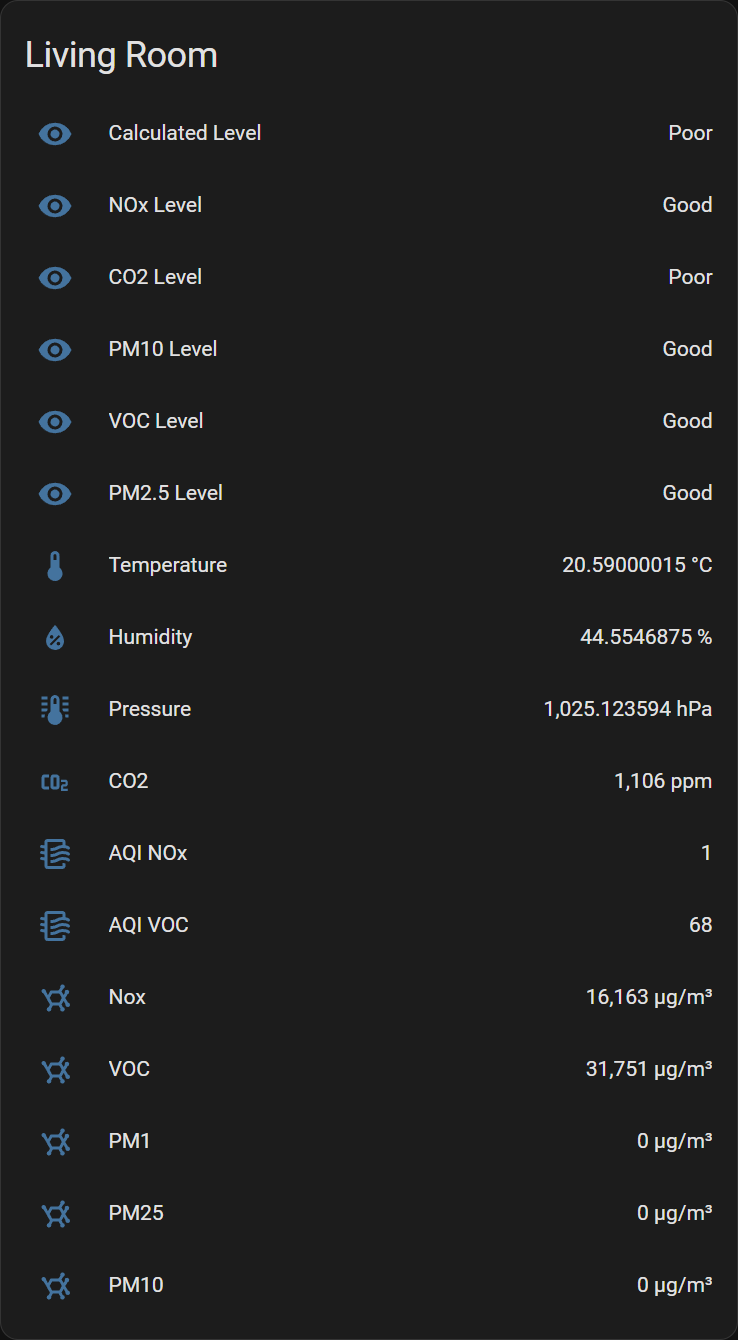 Living Room
Calculated Level Poor
NOx Level Good
CO2 Level Poor
PM10 Level Good
VOC Level Good
PM2.5 Level Good
Temperature 20.59000015 °C
Humidity 44.5546875 %
Pressure 1,025.123594 hPa
CO2 CO2 1,106 ppm
AQI NOx 1
AQI VOC 68
Nox 16,163 µg/m³
VOC 31,751 µg/m³
PM1 0 µg/m³
PM25 0 µg/m³
PM10 0 µg/m³